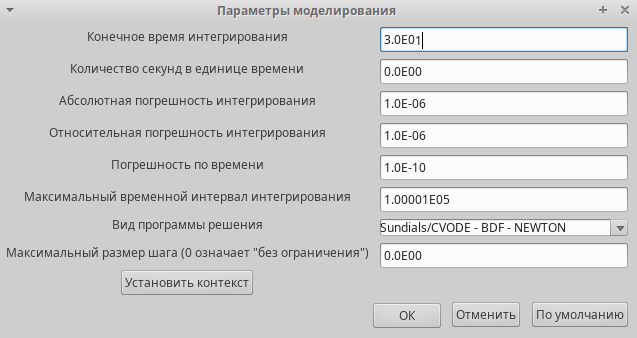 Параметры моделирования
Конечное время интегрирования 3.0E01
Количество секунд в единице времени 0.0E00
Абсолютная погрешность интегрирования 1.0E-06
Относительная погрешность интегрирования 1.0E-06
Погрешность по времени 1.0E-10
Максимальный временной интервал интегрирования 1.00001E05
Вид программы решения Sundials/CVODE - BDF - NEWTON
Максимальный размер шага (0 означает "без ограничения") 0.0E00
Установить контекст
ОК Отменить По умолчанию